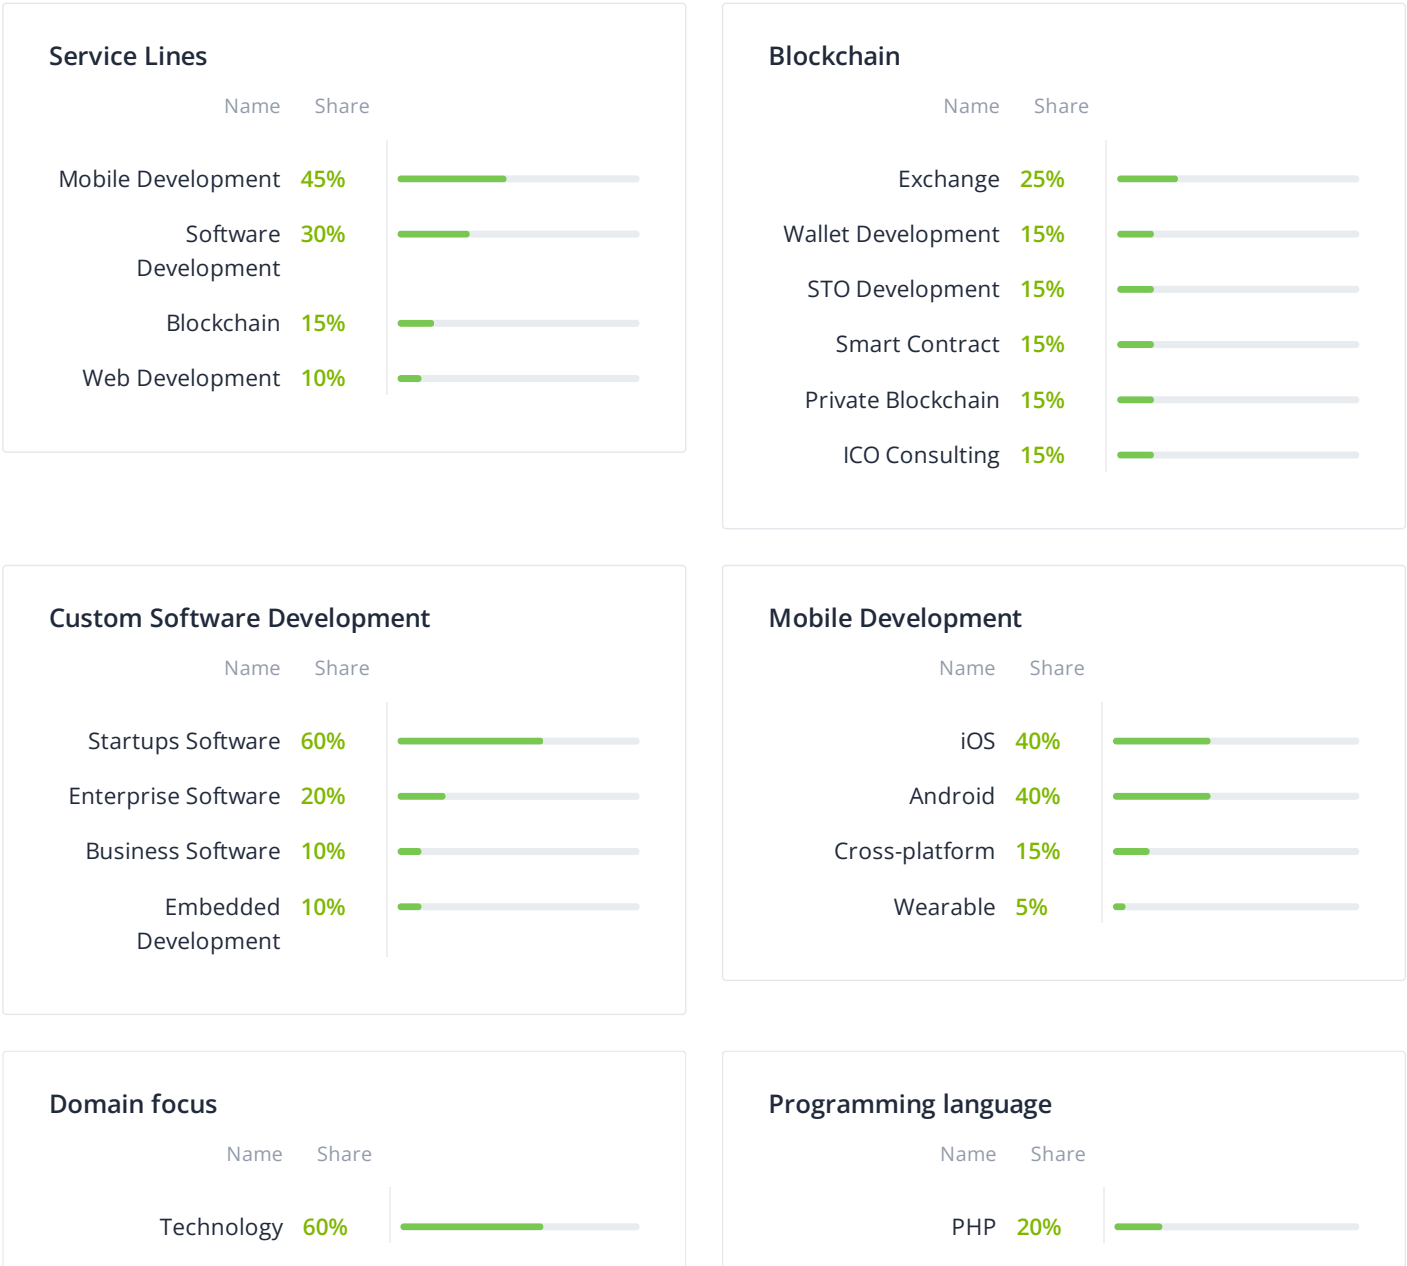 Service Lines
Name Share
Mobile Development 45%
Software 30%
Development
Blockchain 15%
Web Development 10%
Blockchain
Name Share
Exchange 25%
Wallet Development 15%
STO Development 15%
Smart Contract 15%
Private Blockchain 15%
ICO Consulting 15%
Custom Software Development
Name Share
Startups Software 60%
Enterprise Software 20%
Business Software 10%
Embedded 10%
Development
Mobile Development
Name Share
iOS 40%
Android 40%
Cross-platform 15%
Wearable 5%
Domain focus
Name Share
Technology 60%
Programming language
Name Share
PHP 20%